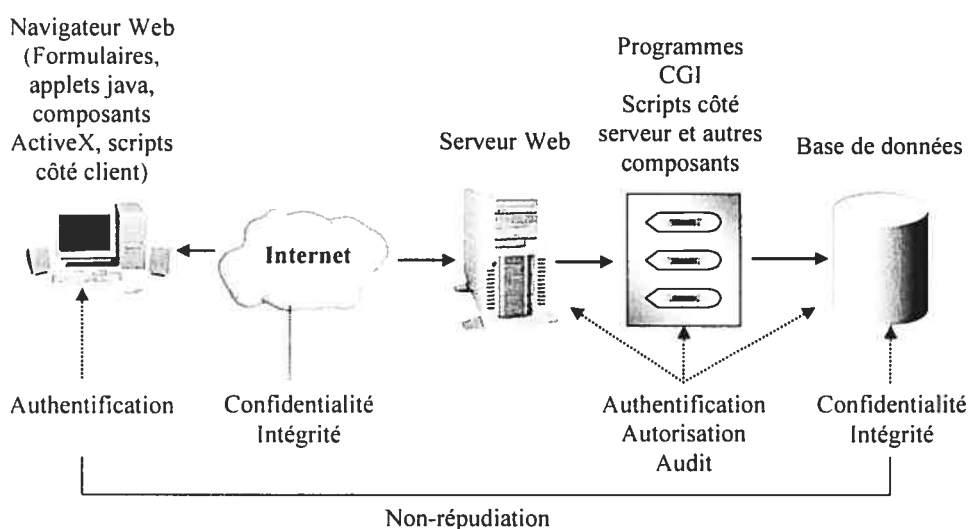 Navigateur Web
(Formulaires,
applets java,
composants
ActiveX, scripts
côté client)
Internet
Serveur Web
Programmes
CGI
Scripts côté
serveur et autres
composants
Base de données
Authentification
Confidentialité
Intégrité
Authentification
Autorisation
Audit
Confidentialité
Intégrité
Non-répudiation